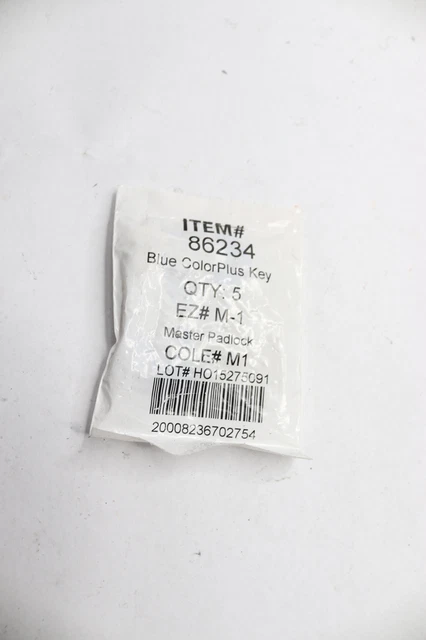 ITEM#
86234
Blue ColorPlus Key
QTY: 5
EZ# M-1
Master Padlock
COLE# M1
LOT# HO15275091
20008236702754